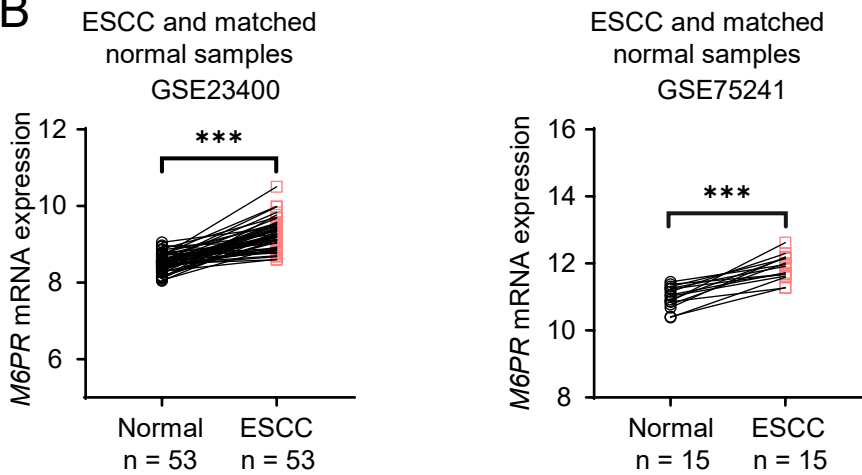 B
ESCC and matched
normal samples
GSE23400
M6PR mRNA expression
12
10
8
6
***
Normal
ESCC
n = 53
n = 53
ESCC and matched
normal samples
GSE75241
M6PR mRNA expression
16
14
12
10
8
***
Normal
ESCC
n = 15
n = 15